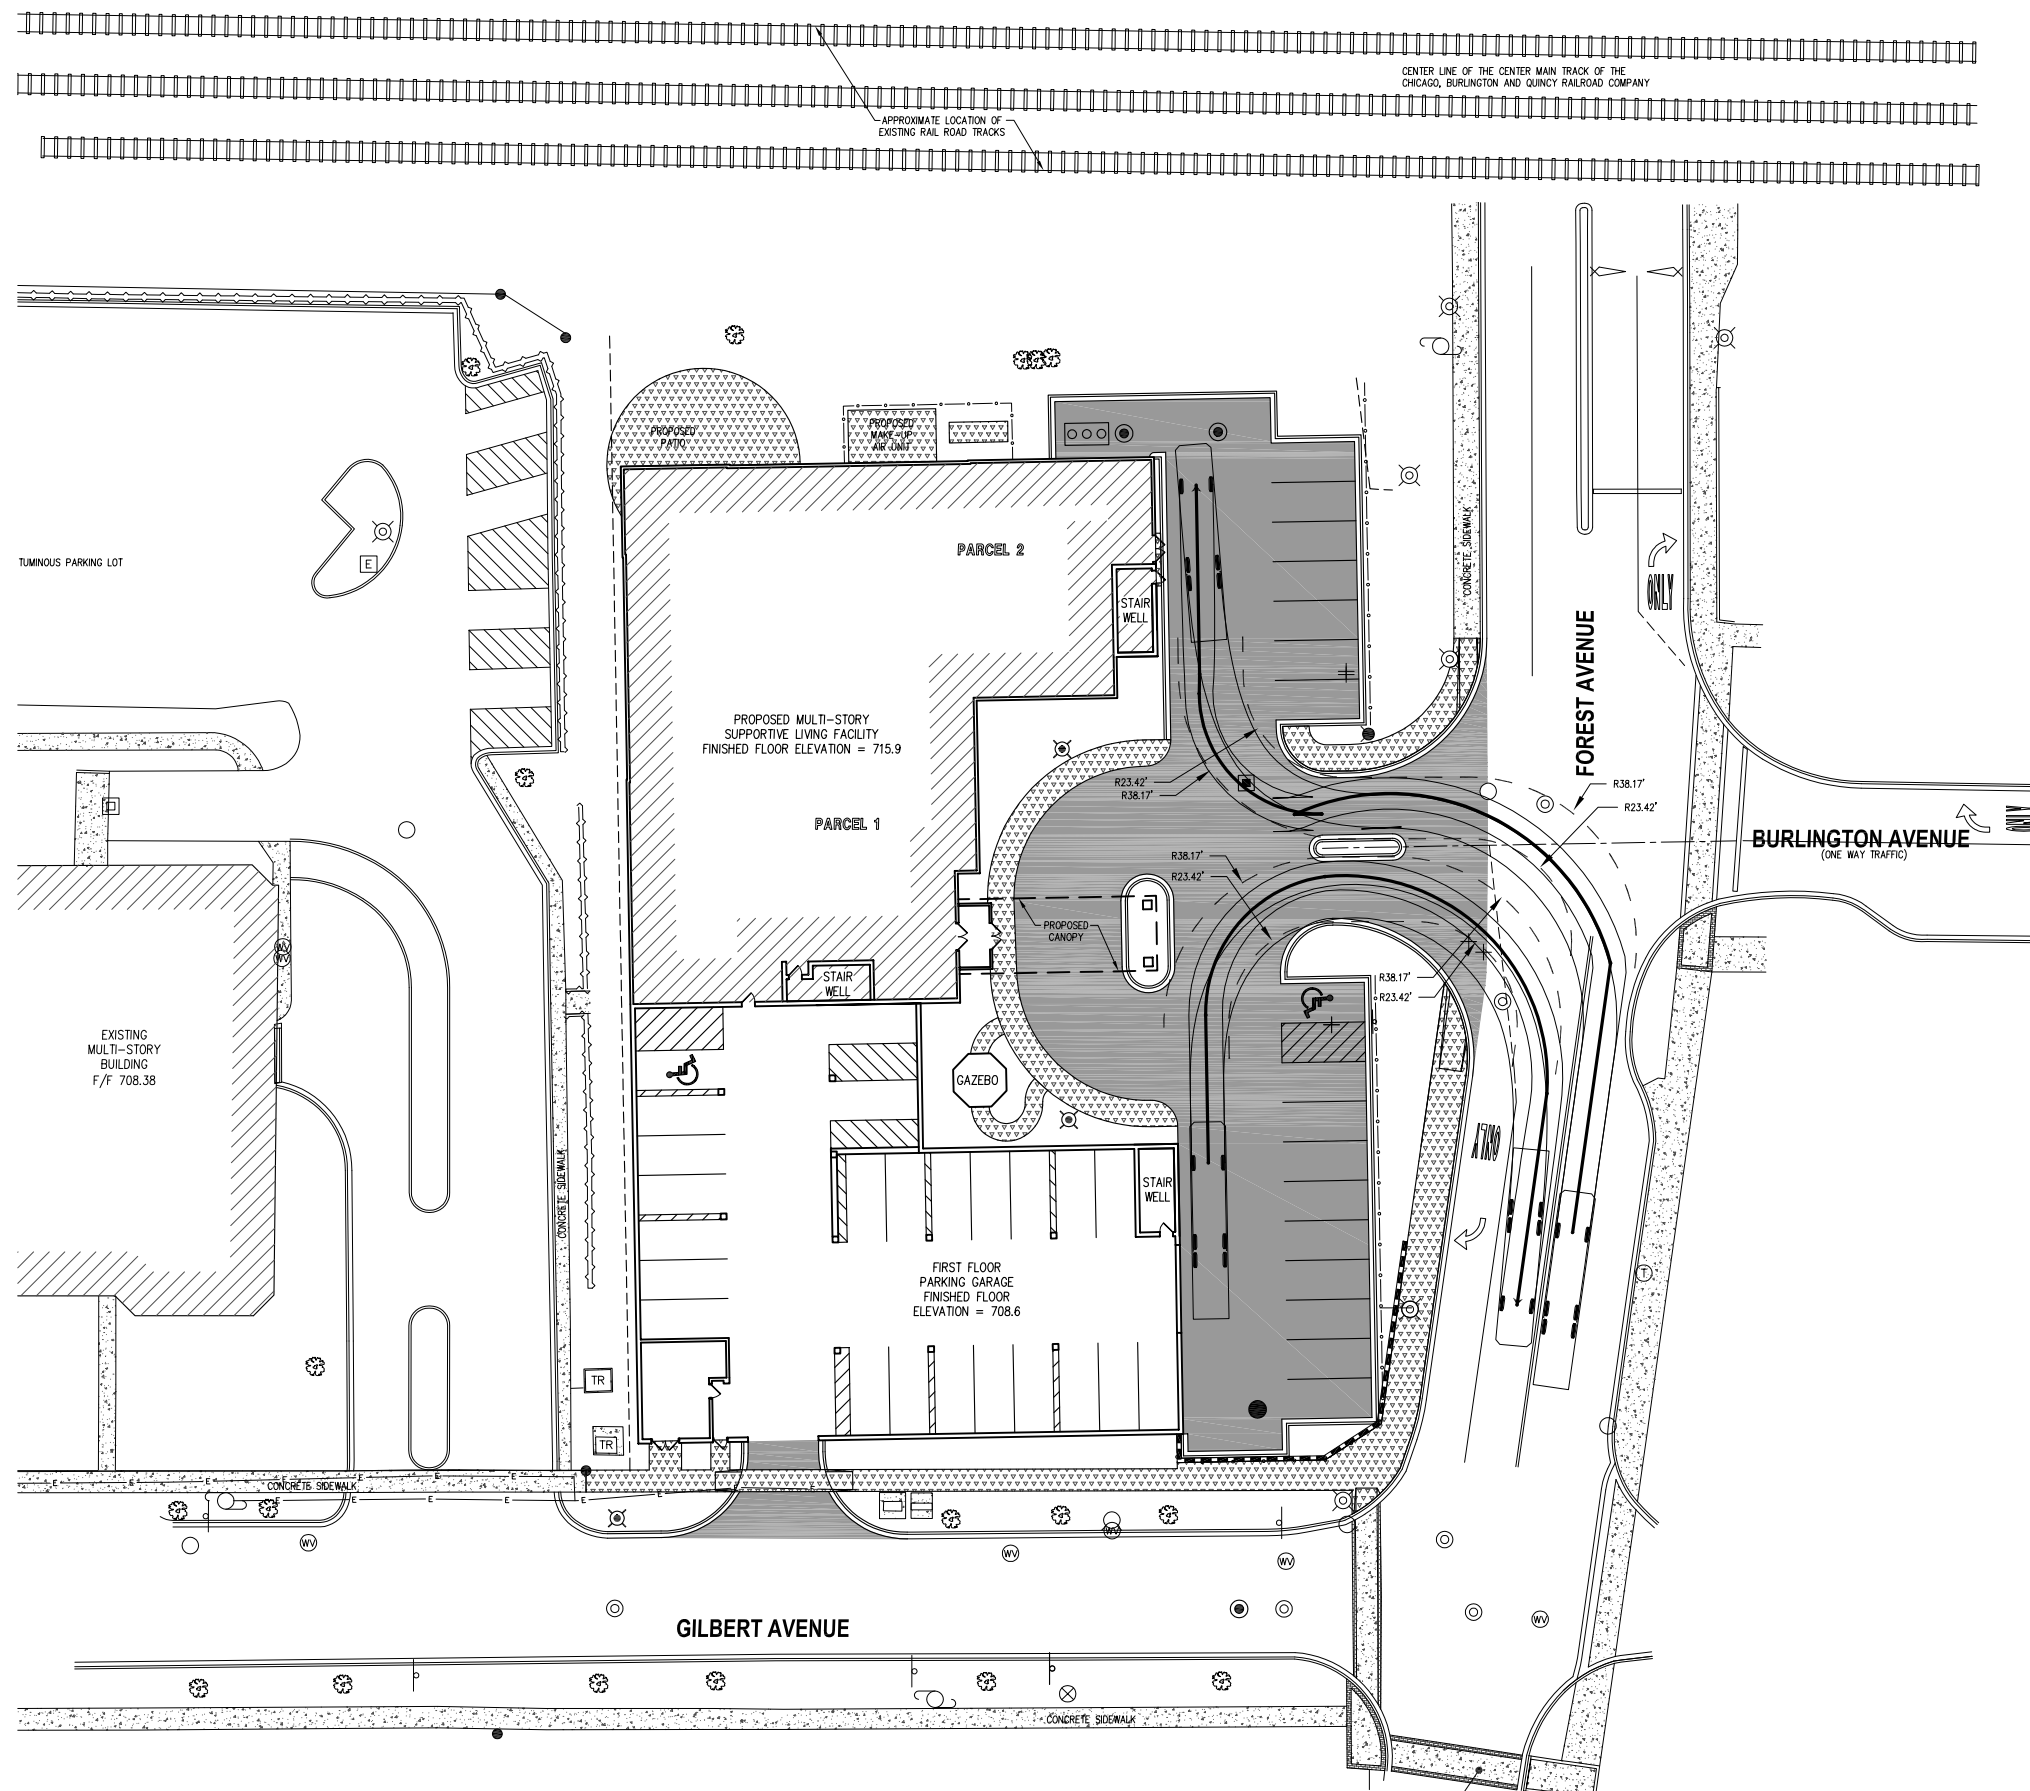 CENTER LINE OF THE CENTER MAIN TRACK OF THE
CHICAGO, BURLINGTON AND QUINCY RAILROAD COMPANY
APPROXIMATE LOCATION OF
EXISTING RAIL ROAD TRACKS
PROPOSED
PATIO
PROPOSED
MAKE-UP
AIR UNIT
CONCRETE SIDEWALK
PARCEL 2
E
TUMINOUS PARKING LOT
ONLY
STAIR
WELL
FOREST AVENUE
PROPOSED MULTI-STORY
SUPPORTIVE LIVING FACILITY
FINISHED FLOOR ELEVATION = 715.9
R23.42'
R38.17'
R38.17'
R23.42'
PARCEL 1
ONLY
BURLINGTON AVENUE
(ONE WAY TRAFFIC)
R38.17'
R23.42'
PROPOSED
CANOPY
WV
WV
STAIR
WELL
R38.17'
R23.42'
EXISTING
MULTI-STORY
BUILDING
F/F 708.38
GAZEBO
ONLY
CONCRETE SIDEWALK
STAIR
WELL
FIRST FLOOR
PARKING GARAGE
FINISHED FLOOR
ELEVATION = 708.6
T
TR
TR
E E E E E E E
CONCRETE SIDEWALK
E E E E E E E E
WV
WV
WV
WV
WV
GILBERT AVENUE
CONCRETE SIDEWALK